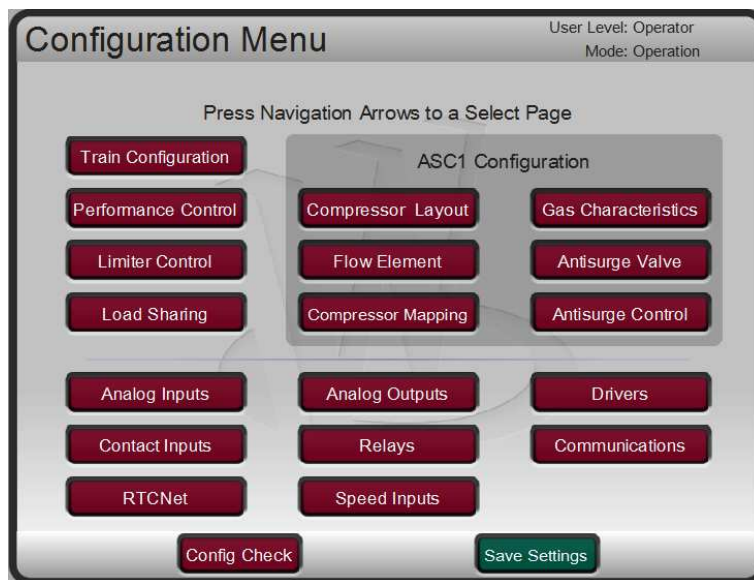 Configuration Menu
User Level: Operator
Mode: Operation
Press Navigation Arrows to a Select Page
Train Configuration
ASC1 Configuration
Performance Control
Compressor Layout
Gas Characteristics
Limiter Control
Flow Element
Antisurge Valve
Load Sharing
Compressor Mapping
Antisurge Control
Analog Inputs
Analog Outputs
Drivers
Contact Inputs
Relays
Communications
RTCNet
Speed Inputs
Config Check
Save Settings